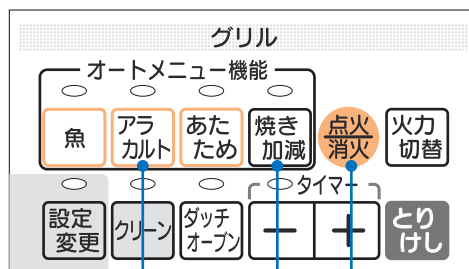 グリル
オートメニュー機能
魚
アラ
カルト
あた
ため
焼き
加減
点火
消火
火力
切替
タイマー
設定
変更
クリーン
ダッチ
オーブン
－
＋
とり
けし